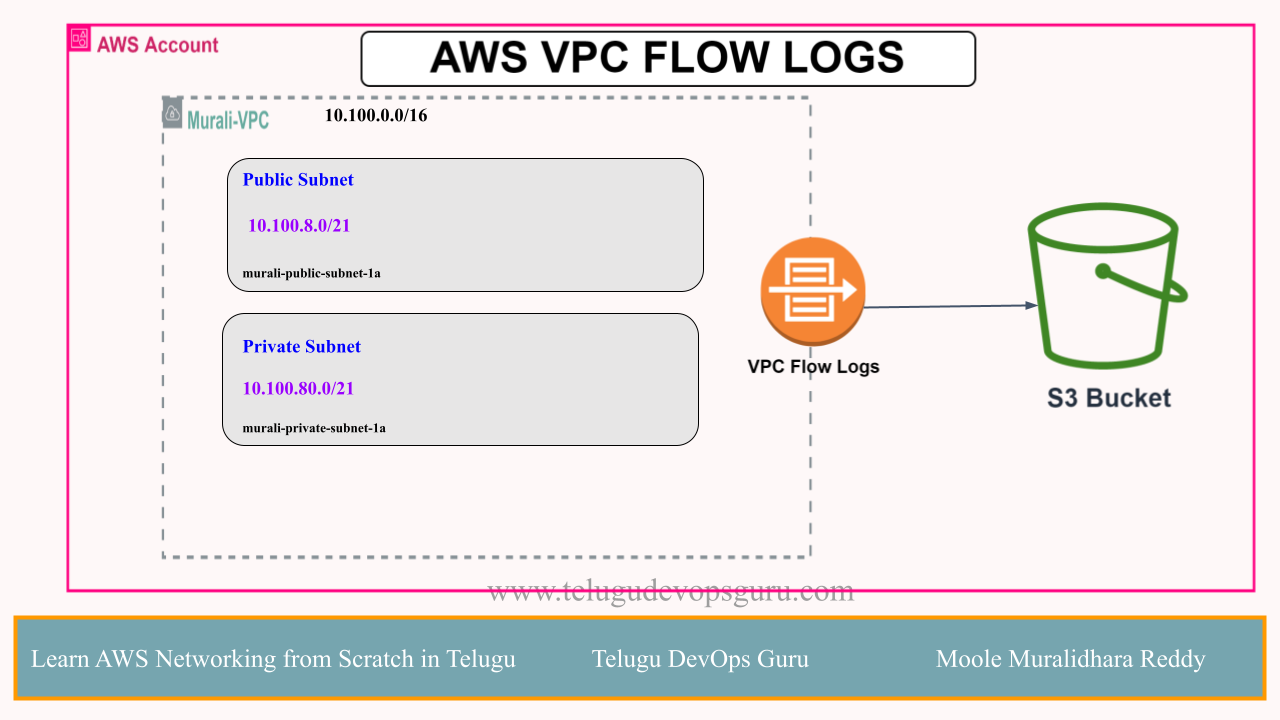 AWS Account
AWS VPC FLOW LOGS
Murali-VPC
10.100.0.0/16
Public Subnet
10.100.8.0/21
murali-public-subnet-1a
Private Subnet
10.100.80.0/21
murali-private-subnet-1a
VPC Flow Logs
S3 Bucket
www.telugudevopsguru.com
Learn AWS Networking from Scratch in Telugu
Telugu DevOps Guru
Moole Muralidhara Reddy